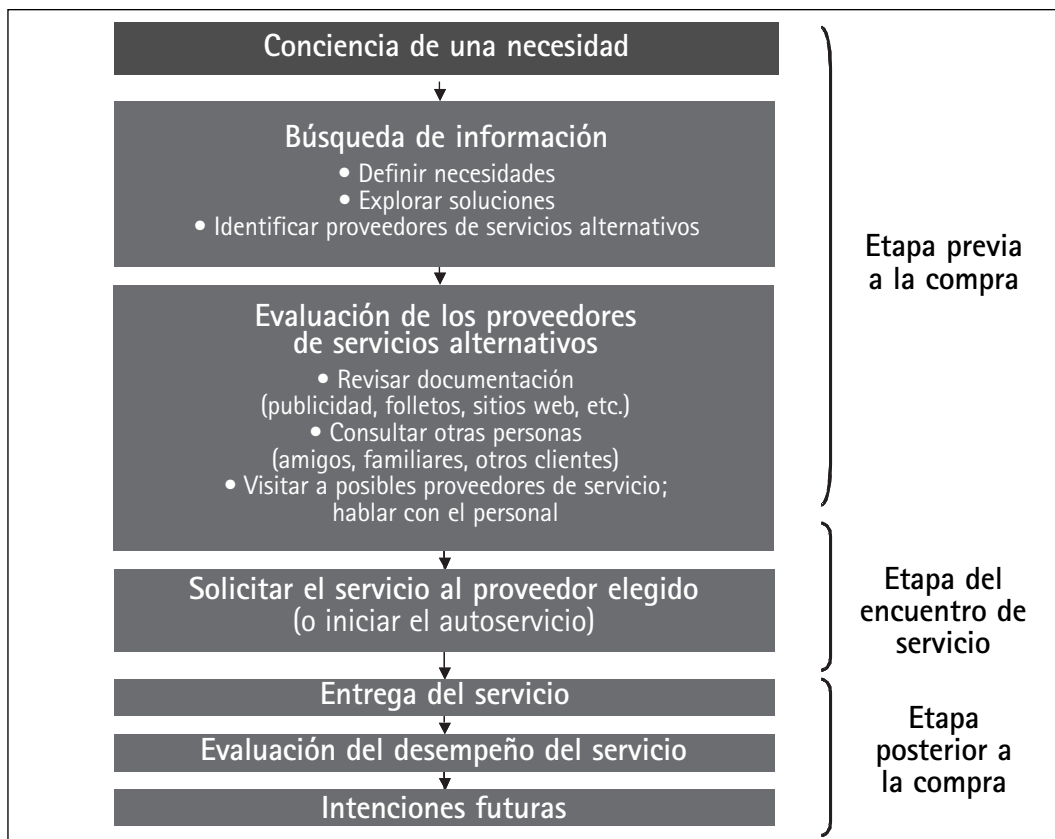 Conciencia de una necesidad
Búsqueda de información
• Definir necesidades
• Explorar soluciones
• Identificar proveedores de servicios alternativos
Evaluación de los proveedores
de servicios alternativos
• Revisar documentación
(publicidad, folletos, sitios web, etc.)
• Consultar otras personas
(amigos, familiares, otros clientes)
• Visitar a posibles proveedores de servicio;
hablar con el personal
Solicitar el servicio al proveedor elegido
(o iniciar el autoservicio)
Entrega del servicio
Evaluación del desempeño del servicio
Intenciones futuras
Etapa previa
a la compra
Etapa del
encuentro de
servicio
Etapa
posterior a
la compra